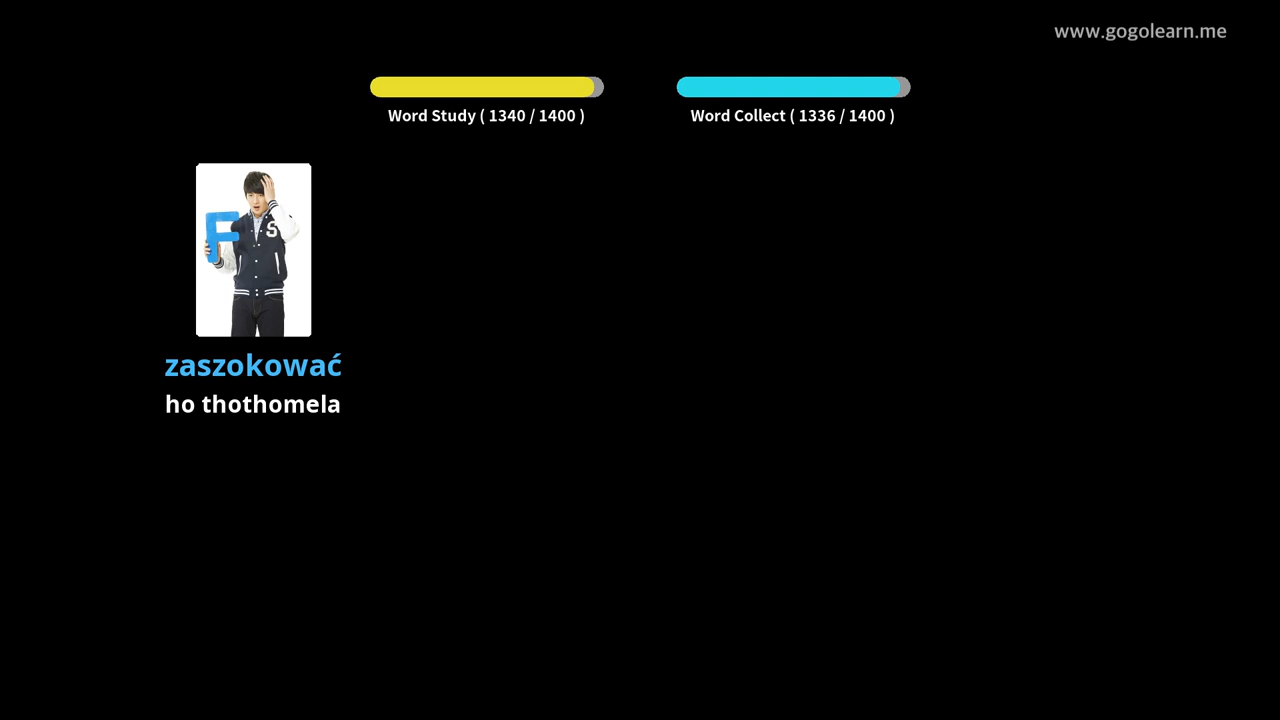 www.gogolearn.me
Word Study ( 1340 / 1400 )
Word Collect ( 1336 / 1400 )
F
S
zaszokować
ho thothomela